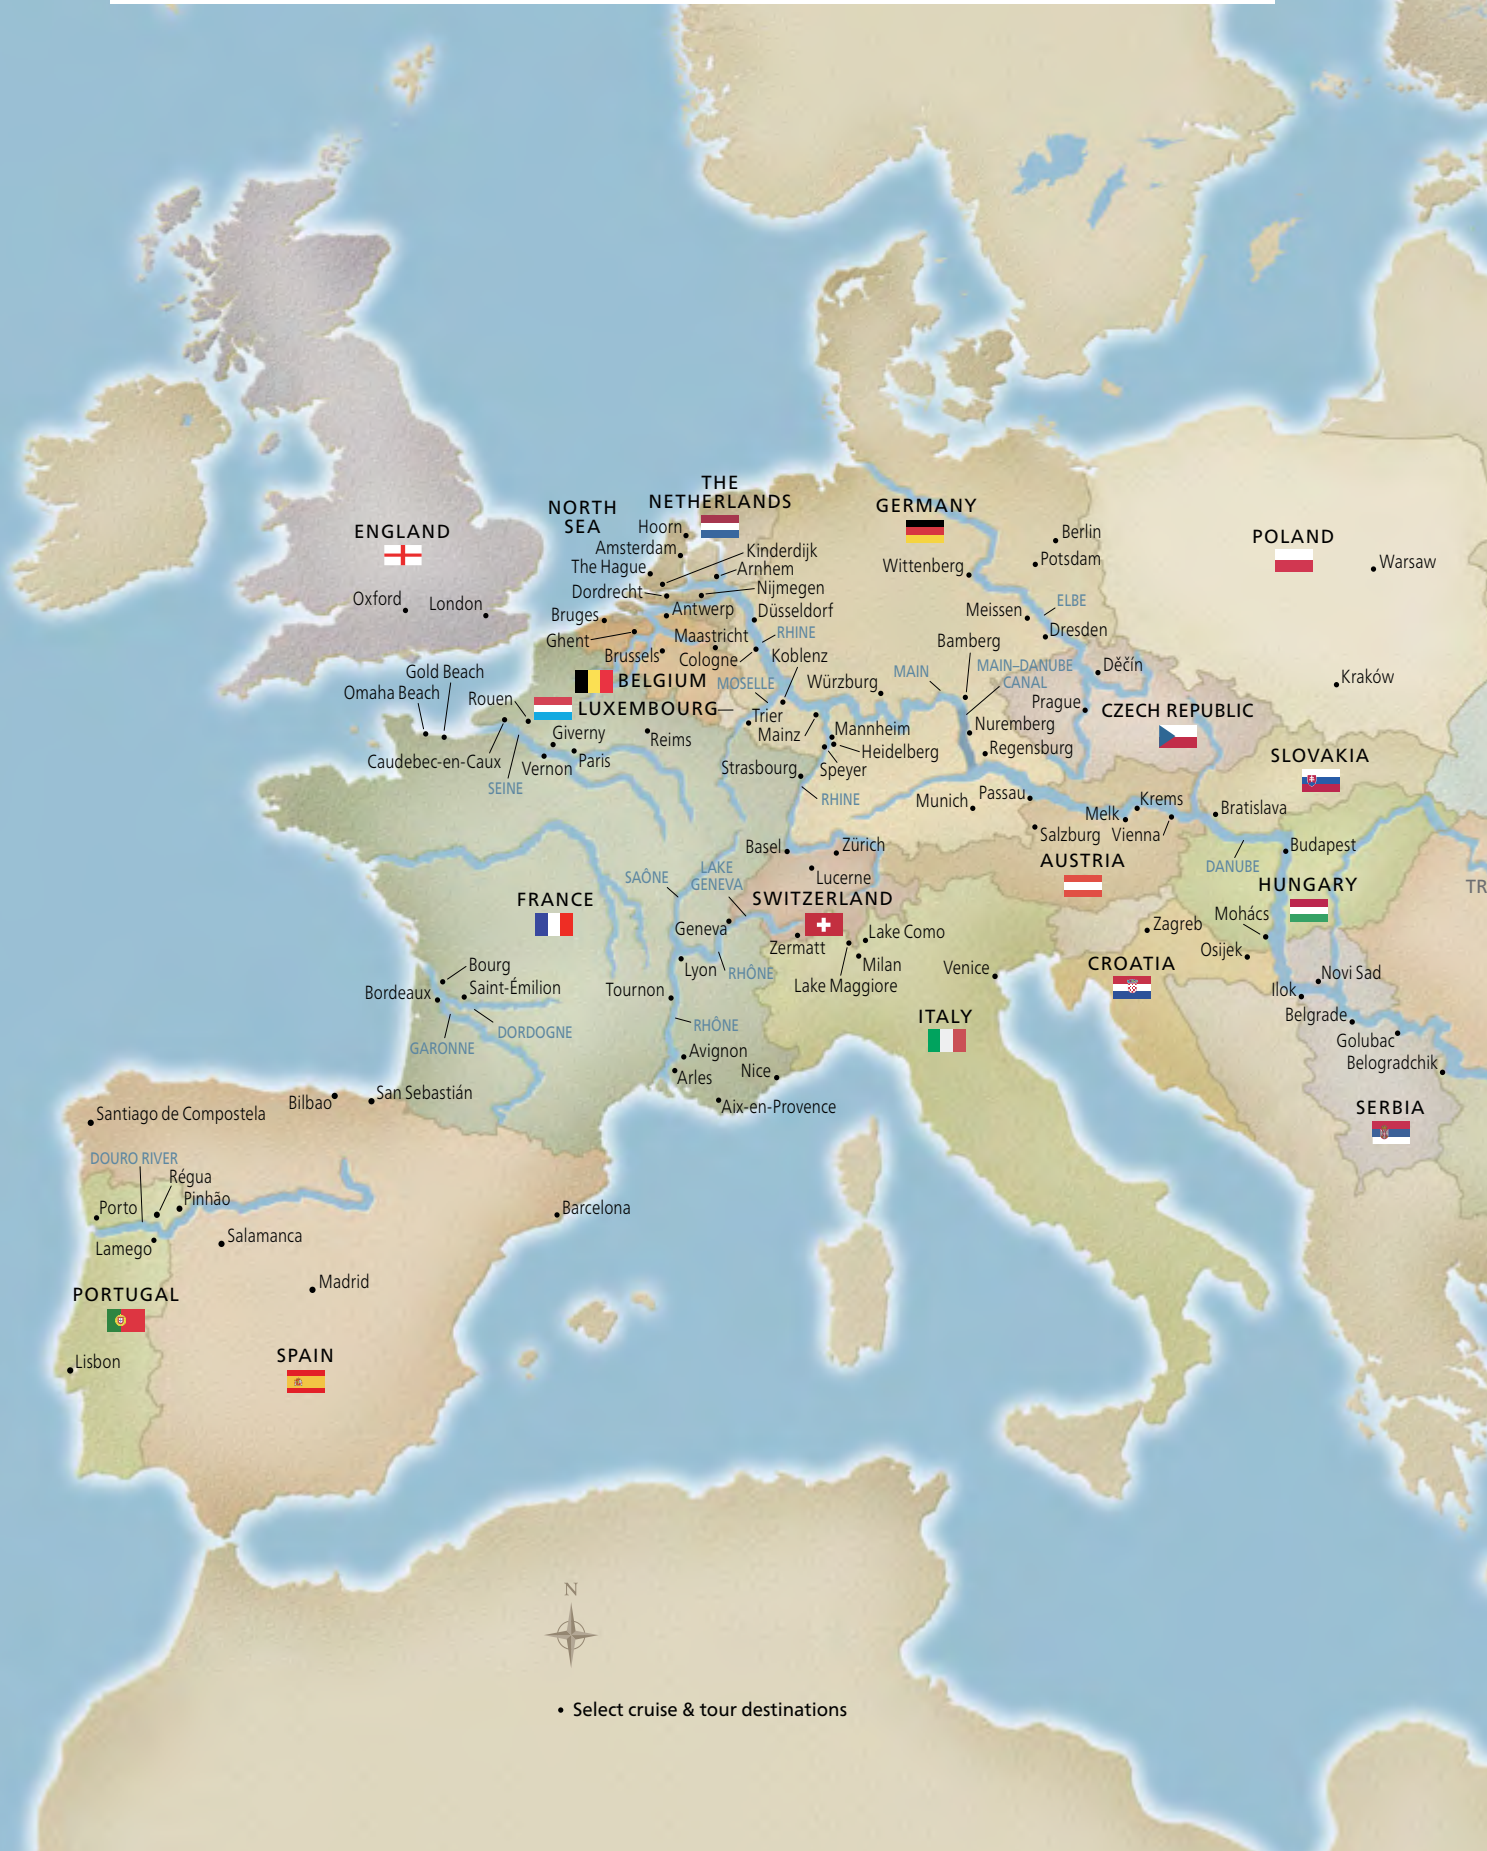 THE
NETHERLANDS
NORTH
SEA
GERMANY
Hoorn
ENGLAND
Berlin
POLAND
Amsterdam
Kinderdijk
Potsdam
The Hague
Arnhem
Wittenberg
Warsaw
Dordrecht
Nijmegen
Oxford
London
ELBE
Bruges
Antwerp
Düsseldorf
Meissen
Ghent
Maastricht
RHINE
Dresden
Bamberg
Brussels
Cologne
Koblenz
Gold Beach
MAIN
MAIN–DANUBE
CANAL
Děčín
BELGIUM
MOSELLE
Würzburg
Kraków
Omaha Beach
Rouen
LUXEMBOURG
Prague
CZECH REPUBLIC
Trier
Nuremberg
Giverny
Reims
Mainz
Mannheim
Regensburg
Heidelberg
SLOVAKIA
Caudebec-en-Caux
Vernon
Paris
Strasbourg
Speyer
SEINE
RHINE
Munich
Passau
Krems
Bratislava
Melk
Salzburg
Vienna
Basel
Zürich
Budapest
AUSTRIA
DANUBE
SAÔNE
LAKE
GENEVA
Lucerne
HUNGARY
TR
FRANCE
SWITZERLAND
Mohács
Geneva
Zagreb
Lake Como
Zermatt
Osijek
Bourg
Lyon
RHÔNE
Milan
Venice
CROATIA
Novi Sad
Saint-Émilion
Lake Maggiore
Bordeaux
Tournon
Ilok
DORDOGNE
RHÔNE
ITALY
Belgrade
GARONNE
Golubac
Avignon
Belogradchik
Arles
Nice
Bilbao
San Sebastián
Aix-en-Provence
SERBIA
Santiago de Compostela
DOURO RIVER
Régua
Pinhão
Porto
Barcelona
Lamego
Salamanca
Madrid
PORTUGAL
SPAIN
Lisbon
N
• Select cruise & tour destinations